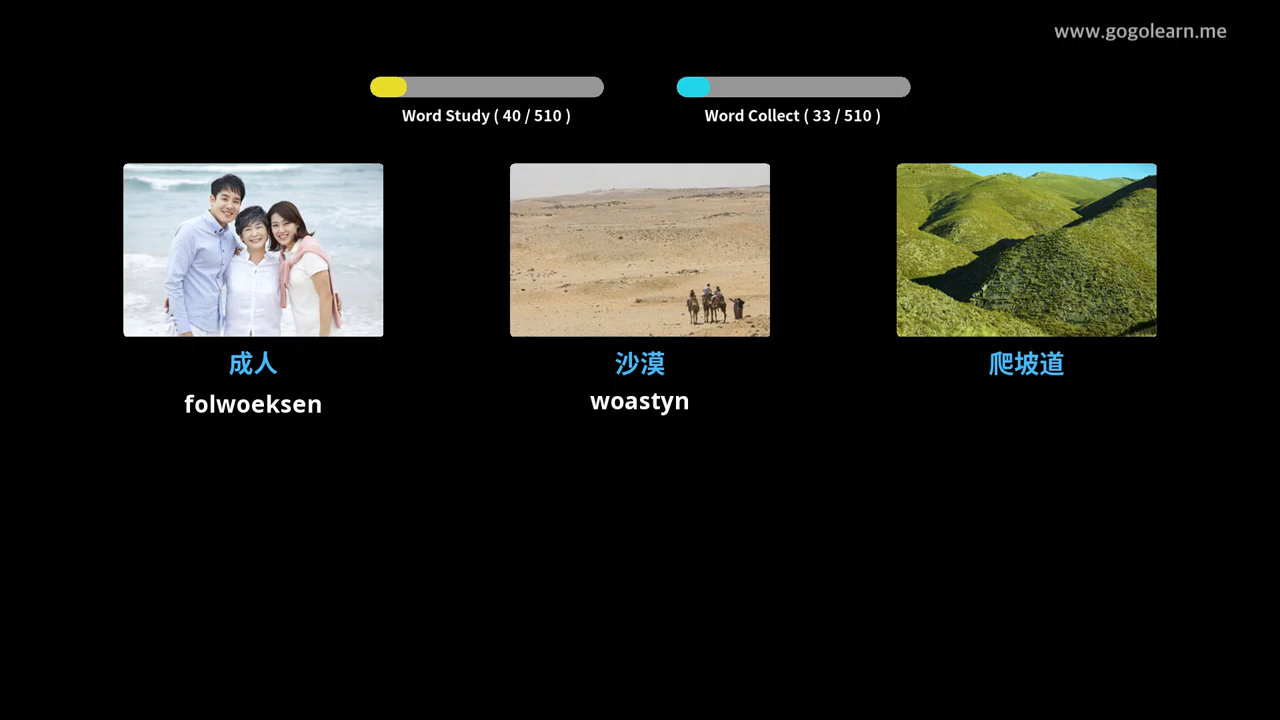 www.gogolearn.me
Word Study ( 40 / 510 )
Word Collect ( 33 / 510 )
成人
沙漠
爬坡道
folwoeksen
woastyn